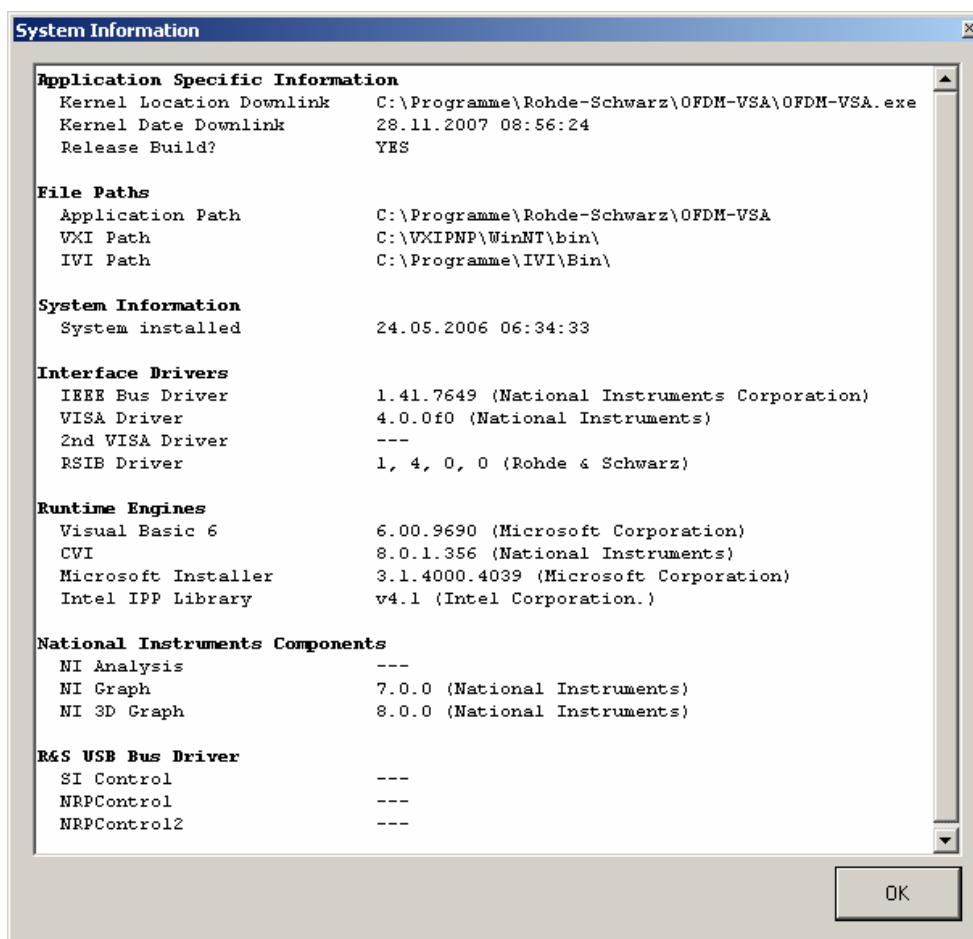 System Information
Application Specific Information
Kernel Location Downlink C:\Programme\Rohde-Schwarz\OFDM-VSA\OFDM-VSA.exe
Kernel Date Downlink 28.11.2007 08:56:24
Release Build? YES
File Paths
Application Path C:\Programme\Rohde-Schwarz\OFDM-VSA
VXI Path C:\VXIPNP\WinNT\bin\
IVI Path C:\Programme\IVI\Bin\
System Information
System installed 24.05.2006 06:34:33
Interface Drivers
IEEE Bus Driver 1.41.7649 (National Instruments Corporation)
VISA Driver 4.0.0f0 (National Instruments)
2nd VISA Driver ---
RSIB Driver 1, 4, 0, 0 (Rohde & Schwarz)
Runtime Engines
Visual Basic 6 6.00.9690 (Microsoft Corporation)
CVI 8.0.1.356 (National Instruments)
Microsoft Installer 3.1.4000.4039 (Microsoft Corporation)
Intel IPP Library v4.1 (Intel Corporation.)
National Instruments Components
NI Analysis ---
NI Graph 7.0.0 (National Instruments)
NI 3D Graph 8.0.0 (National Instruments)
R&S USB Bus Driver
SI Control ---
NRPControl ---
NRPControl2 ---
OK